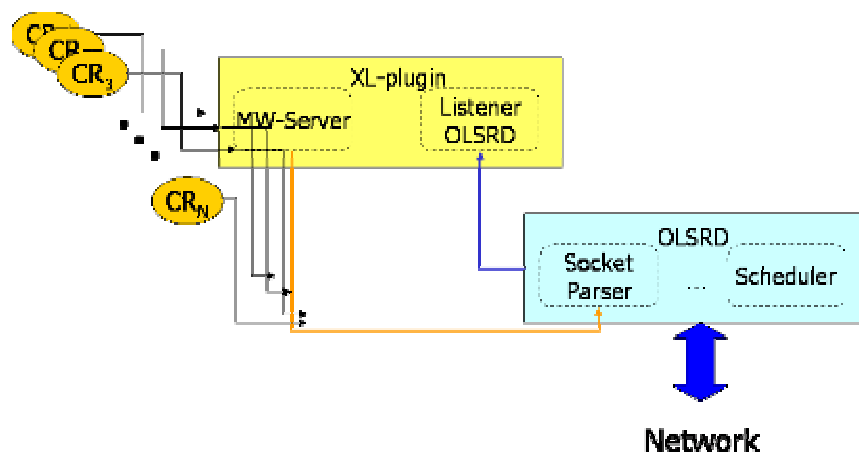 CR
CR
CR3
XL-plugin
MW-Server
Listener
OLSRD
CRN
OLSRD
Socket
Parser
...
Scheduler
Network